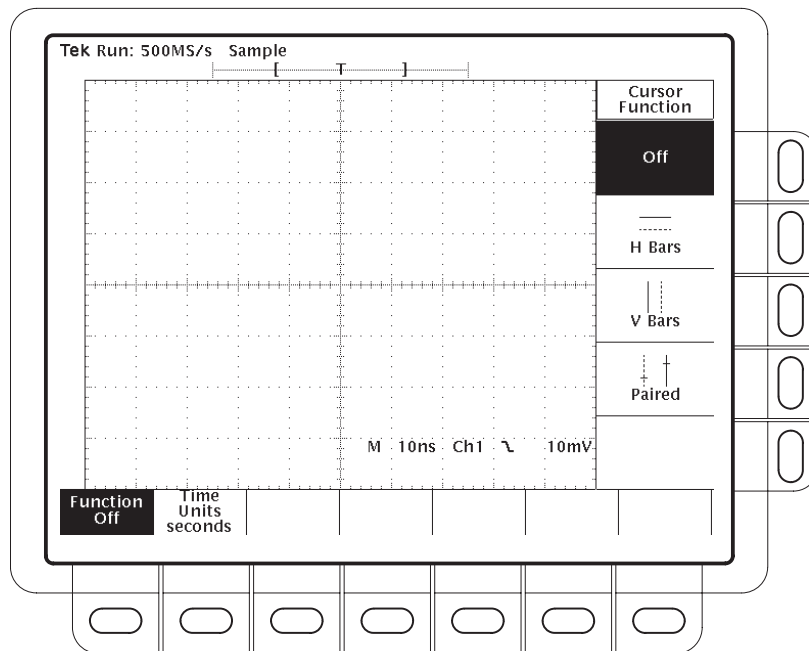 Tek Run: 500MS/s Sample
[ T ]
Cursor
Function
Off
H Bars
V Bars
Paired
M 10ns Ch1 10mV
Function
Off
Time
Units
seconds